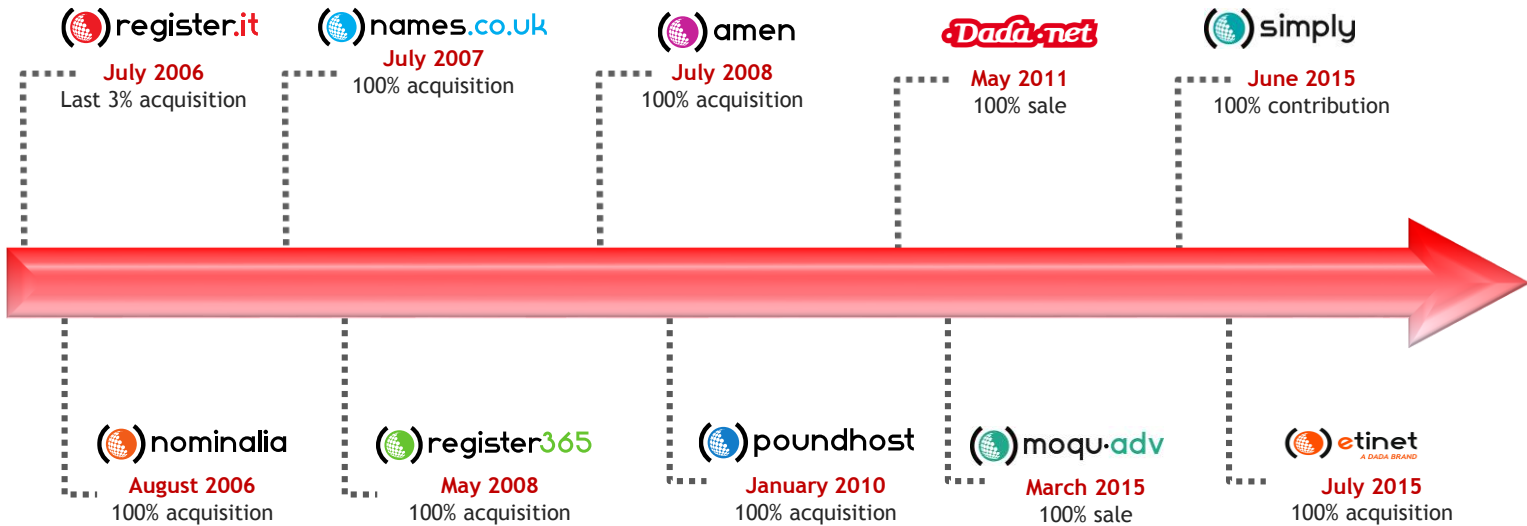 register.it
July 2006
Last 3% acquisition
names.co.uk
July 2007
100% acquisition
amen
July 2008
100% acquisition
Dada.net
May 2011
100% sale
simply
June 2015
100% contribution
nominalia
August 2006
100% acquisition
register365
May 2008
100% acquisition
poundhost
January 2010
100% acquisition
moqu·adv
March 2015
100% sale
etinet
A DADA BRAND
July 2015
100% acquisition